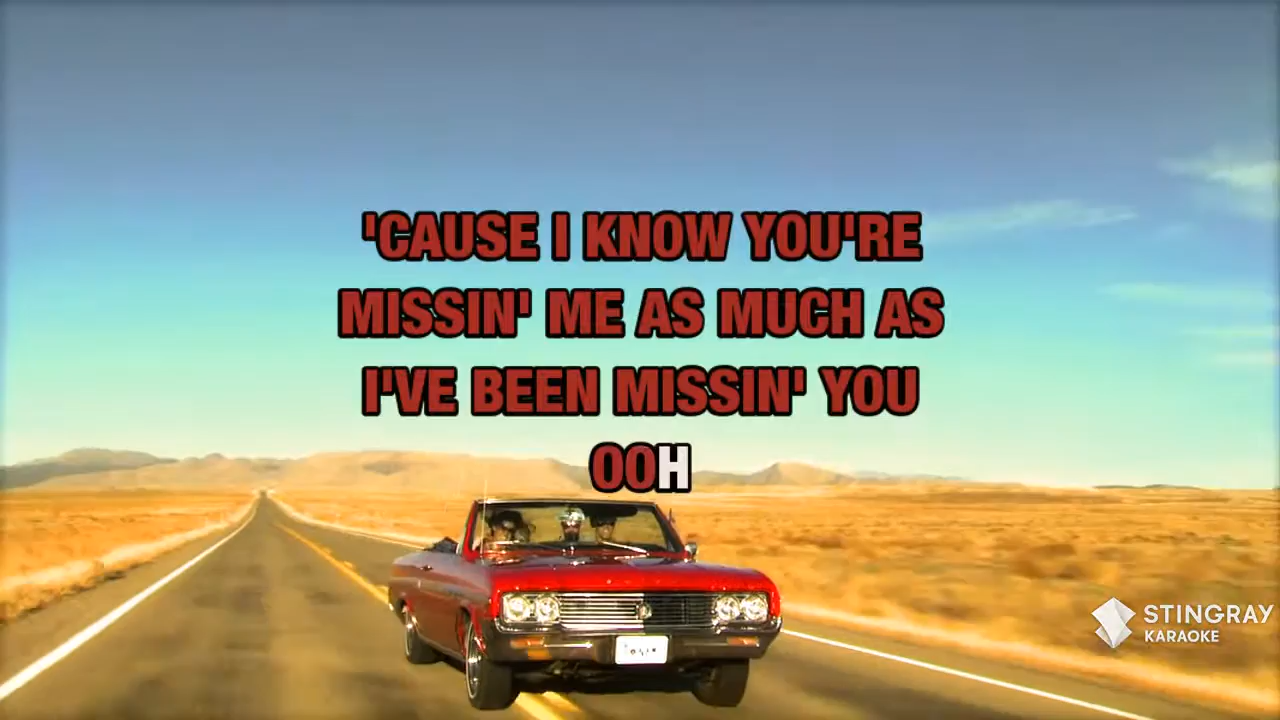 'CAUSE I KNOW YOU'RE
MISSIN' ME AS MUCH AS
I'VE BEEN MISSIN' YOU
OOH
STINGRAY
KARAOKE